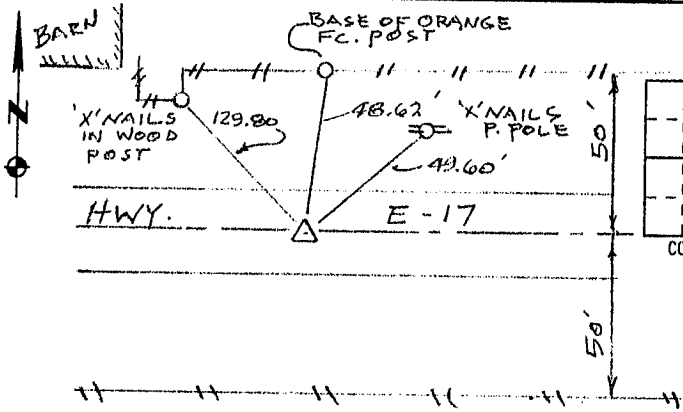 BARN
BASE OF ORANGE
FC. POST
N
'X' NAILS
IN WOOD
POST
129.80
48.62'
'X' NAILS
P. POLE
49.60'
50'
HWY. E-17
50'